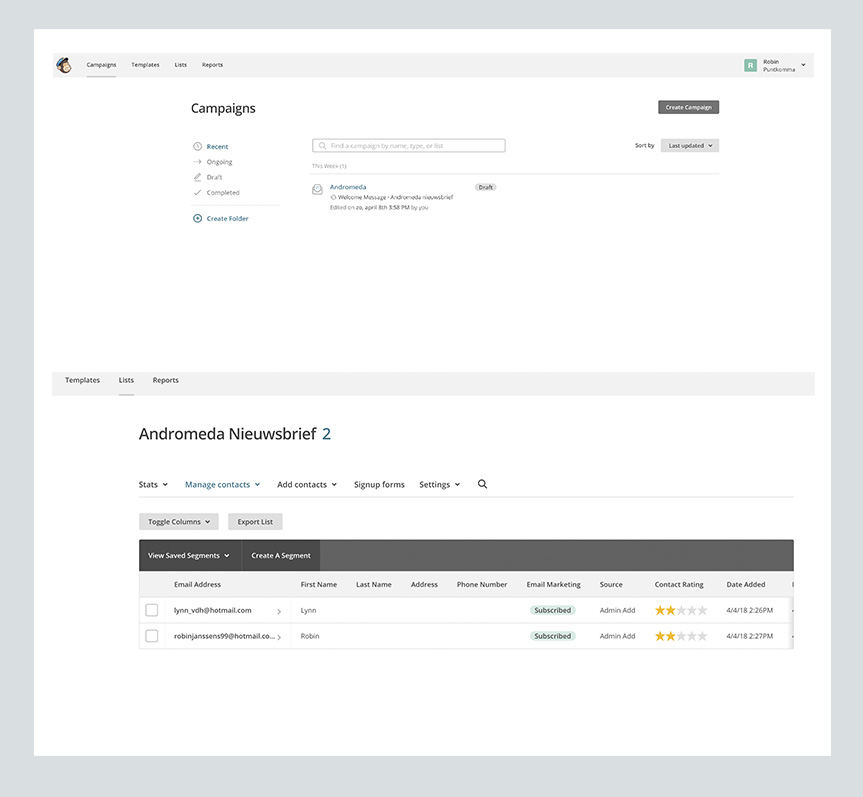 Campaigns Templates Lists Reports
R Robin
Puntkomma
Campaigns
Create Campaign
Recent
Ongoing
Draft
Completed
Create Folder
Find a campaign by name, type, or list
Sort by Last updated
This Week (1)
Andromeda Draft
Welcome Message · Andromeda nieuwsbrief
Edited on zo, april 8th 3:58 PM by you
Templates Lists Reports
Andromeda Nieuwsbrief 2
Stats Manage contacts Add contacts Signup forms Settings
Toggle Columns Export List
View Saved Segments Create A Segment
Email Address First Name Last Name Address Phone Number Email Marketing Source Contact Rating Date Added
lynn_vdh@hotmail.com Lynn Subscribed Admin Add 4/4/18 2:26PM
robinjanssens99@hotmail.co... Robin Subscribed Admin Add 4/4/18 2:27PM